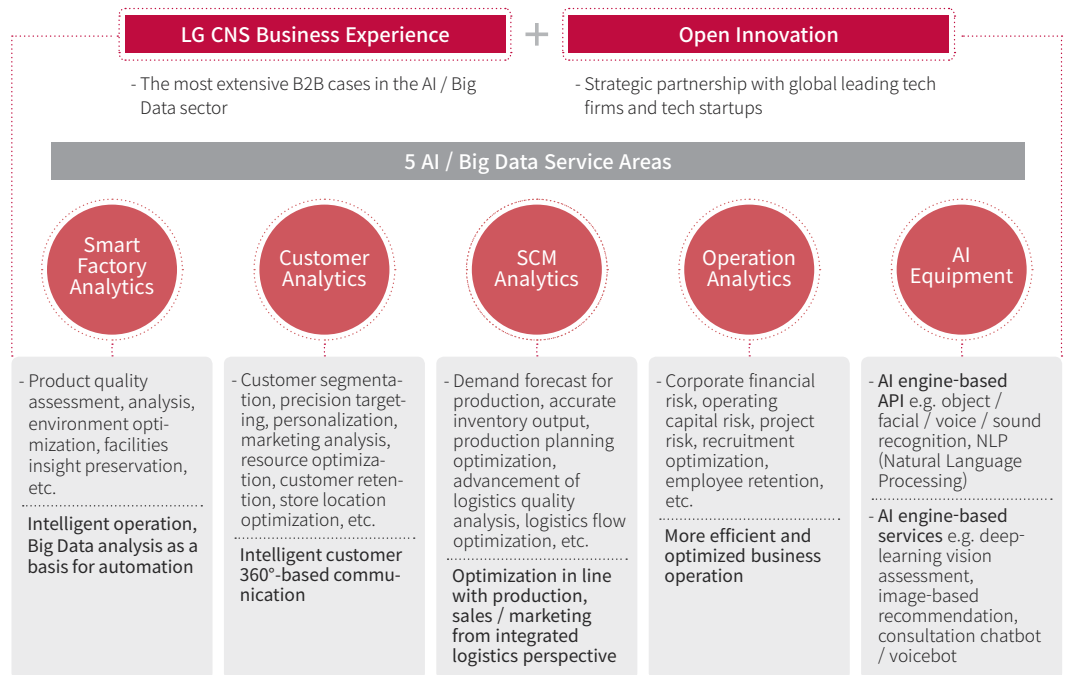 LG CNS Business Experience
+
Open Innovation
- The most extensive B2B cases in the AI / Big
Data sector
- Strategic partnership with global leading tech
firms and tech startups
5 AI / Big Data Service Areas
Smart
Factory
Analytics
Customer
Analytics
SCM
Analytics
Operation
Analytics
AI
Equipment
- Product quality
assessment, analysis,
environment opti-
mization, facilities
insight preservation,
etc.
Intelligent operation,
Big Data analysis as a
basis for automation
- Customer segmenta-
tion, precision target-
ing, personalization,
marketing analysis,
resource optimiza-
tion, customer reten-
tion, store location
optimization, etc.
Intelligent customer
360°-based commu-
nication
- Demand forecast for
production, accurate
inventory output,
production planning
optimization,
advancement of
logistics quality
analysis, logistics flow
optimization, etc.
Optimization in line
with production,
sales / marketing
from integrated
logistics perspective
- Corporate financial
risk, operating
capital risk, project
risk, recruitment
optimization,
employee retention,
etc.
More efficient and
optimized business
operation
- AI engine-based
API e.g. object /
facial / voice / sound
recognition, NLP
(Natural Language
Processing)
- AI engine-based
services e.g. deep-
learning vision
assessment,
image-based
recommendation,
consultation chatbot
/ voicebot